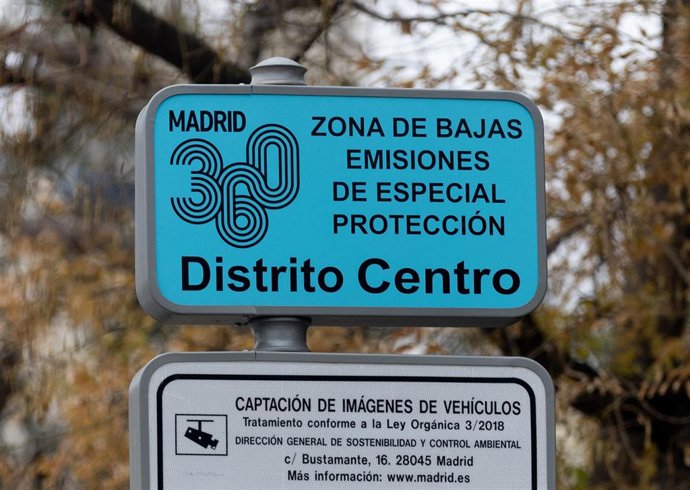 MADRID
360
ZONA DE BAJAS
EMISIONES
DE ESPECIAL
PROTECCIÓN
Distrito Centro
CAPTACIÓN DE IMÁGENES DE VEHÍCULOS
Tratamiento conforme a la Ley Orgánica 3/2018
DIRECCIÓN GENERAL DE SOSTENIBILIDAD Y CONTROL AMBIENTAL
c/ Bustamante, 16. 28045 Madrid
Más información: www.madrid.es